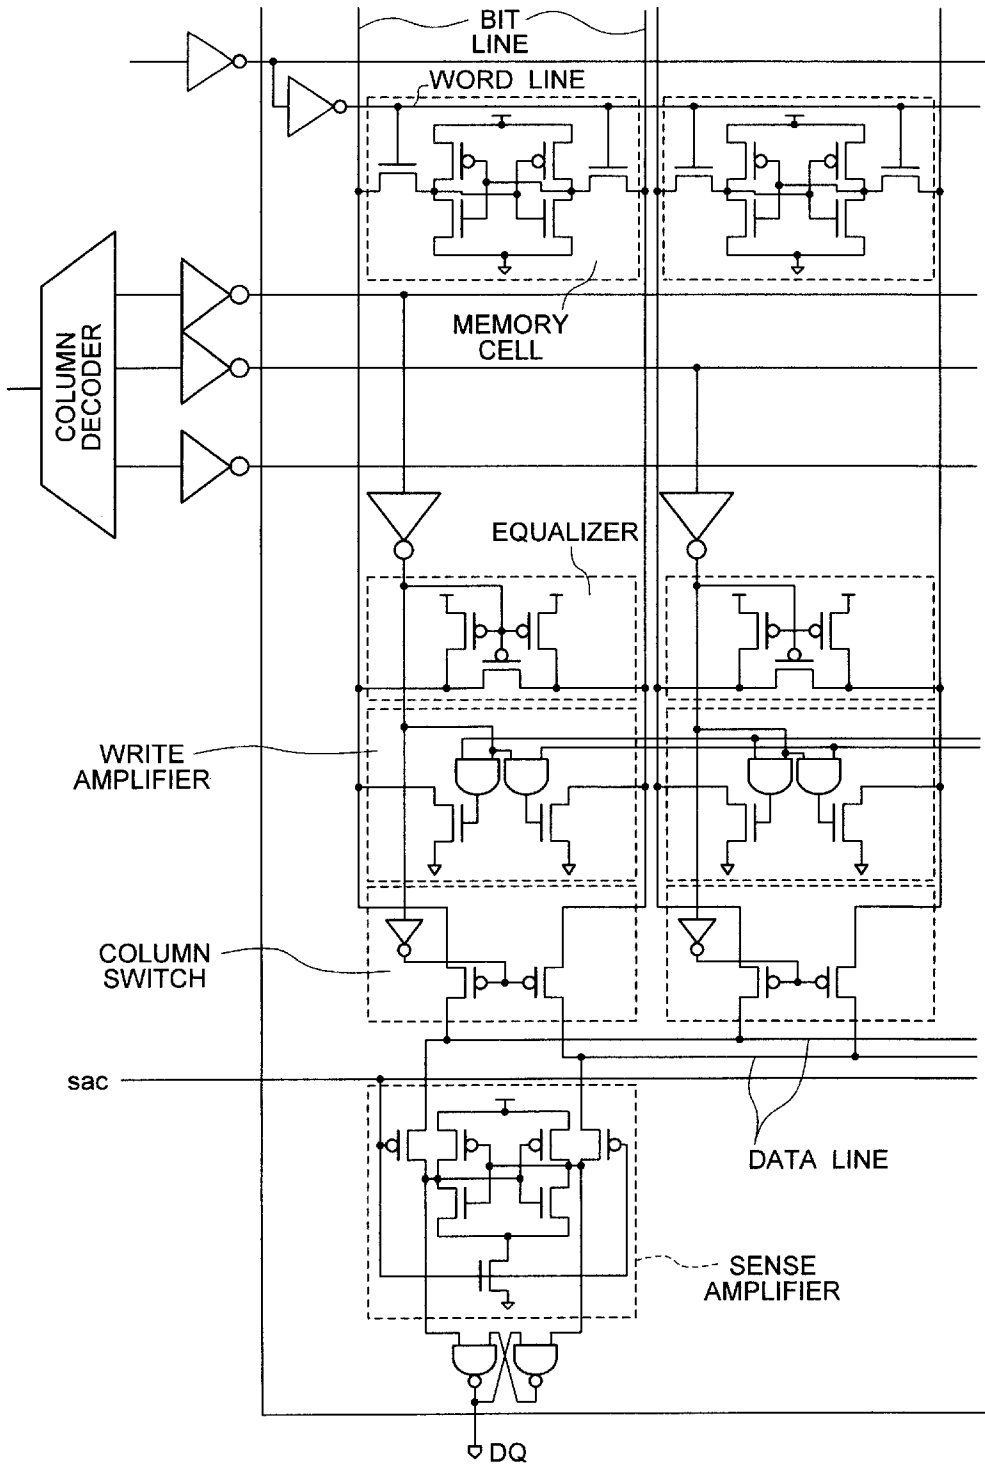 BIT
LINE
WORD LINE
MEMORY
CELL
COLUMN
DECODER
EQUALIZER
WRITE
AMPLIFIER
COLUMN
SWITCH
sac
DATA LINE
SENSE
AMPLIFIER
DQ